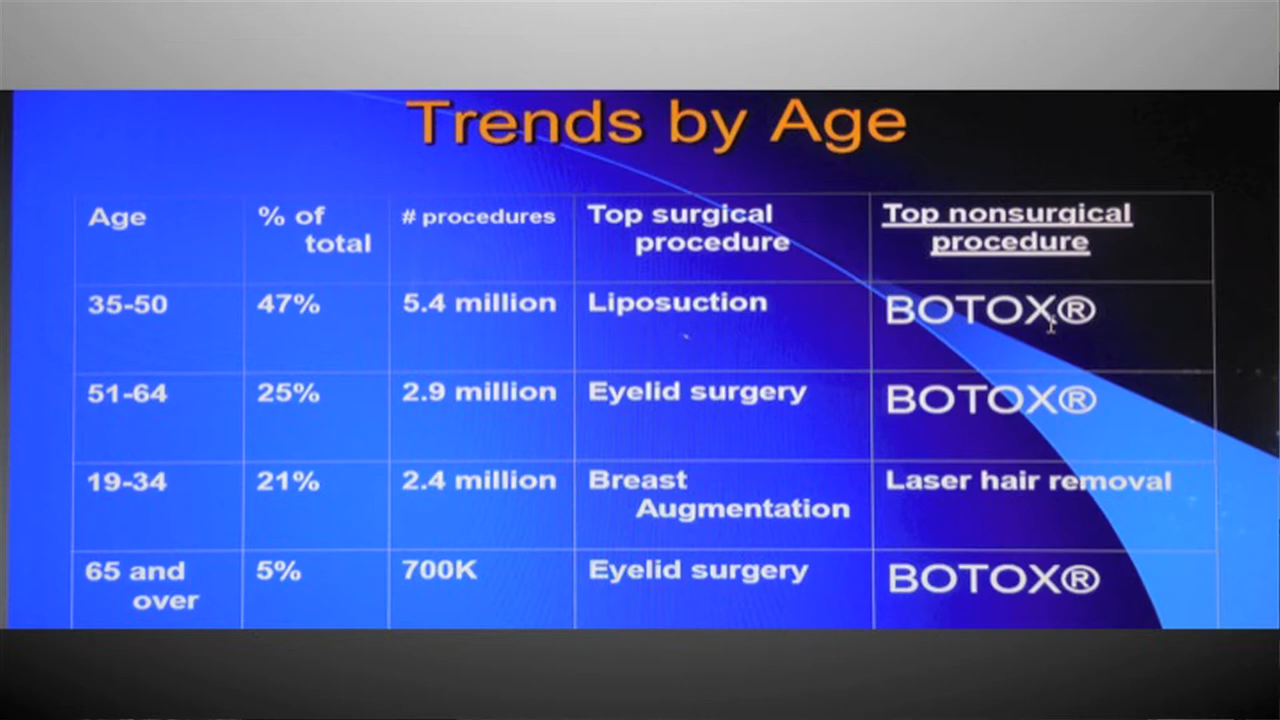 Trends by Age
Age
% of
total
# procedures
Top surgical
procedure
Top nonsurgical
procedure
35-50
47%
5.4 million
Liposuction
BOTOX®
51-64
25%
2.9 million
Eyelid surgery
BOTOX®
19-34
21%
2.4 million
Breast
Augmentation
Laser hair removal
65 and
over
5%
700K
Eyelid surgery
BOTOX®